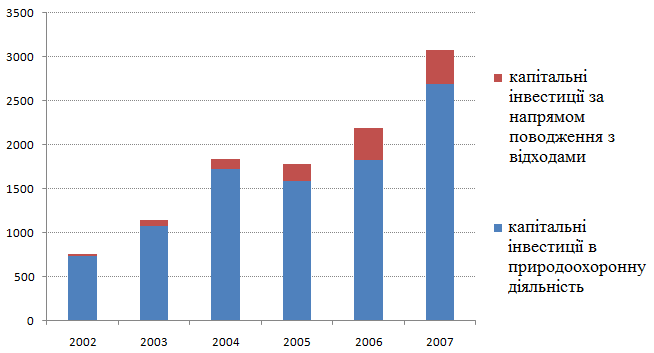 3500
3000
2500
2000
1500
1000
500
0
2002 2003 2004 2005 2006 2007
капітальні
інвестиції за
напрямом
поводження з
відходами
капітальні
інвестиції в
природоохоронну
діяльність